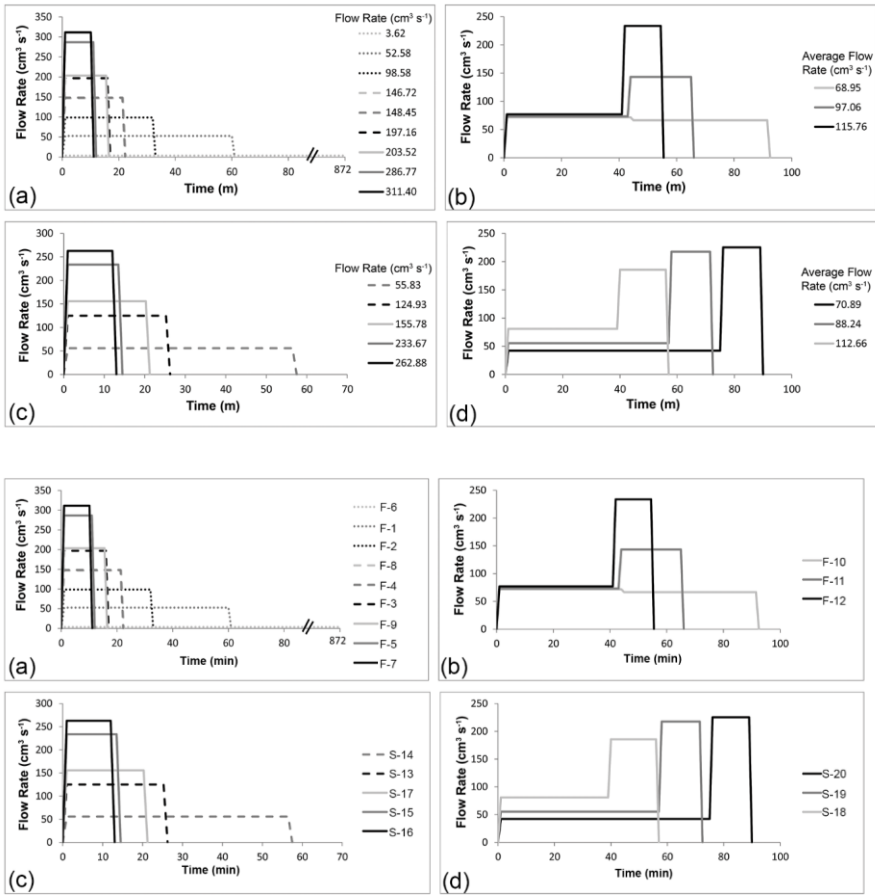 Flow Rate (cm³ s⁻¹)
350
300
250
200
150
100
50
0
0
20
40
60
80
872
Time (m)
Flow Rate (cm³ s⁻¹)
3.62
52.58
98.58
146.72
148.45
197.16
203.52
286.77
311.40
(a)
Flow Rate (cm³ s⁻¹)
250
200
150
100
50
0
0
20
40
60
80
100
Time (m)
Average Flow
Rate (cm³ s⁻¹)
68.95
97.06
115.76
(b)
Flow Rate (cm³ s⁻¹)
300
250
200
150
100
50
0
0
10
20
30
40
50
60
70
Time (m)
Flow Rate (cm³ s⁻¹)
55.83
124.93
155.78
233.67
262.88
(c)
Flow Rate (cm³ s⁻¹)
250
200
150
100
50
0
0
20
40
60
80
100
Time (m)
Average Flow
Rate (cm³ s⁻¹)
70.89
88.24
112.66
(d)
Flow Rate (cm³ s⁻¹)
350
300
250
200
150
100
50
0
0
20
40
60
80
872
Time (min)
F-6
F-1
F-2
F-8
F-4
F-3
F-9
F-5
F-7
(a)
Flow Rate (cm³ s⁻¹)
250
200
150
100
50
0
0
20
40
60
80
100
Time (min)
F-10
F-11
F-12
(b)
Flow Rate (cm³ s⁻¹)
300
250
200
150
100
50
0
0
10
20
30
40
50
60
70
Time (min)
S-14
S-13
S-17
S-15
S-16
(c)
Flow Rate (cm³ s⁻¹)
250
200
150
100
50
0
0
20
40
60
80
100
Time (min)
S-20
S-19
S-18
(d)